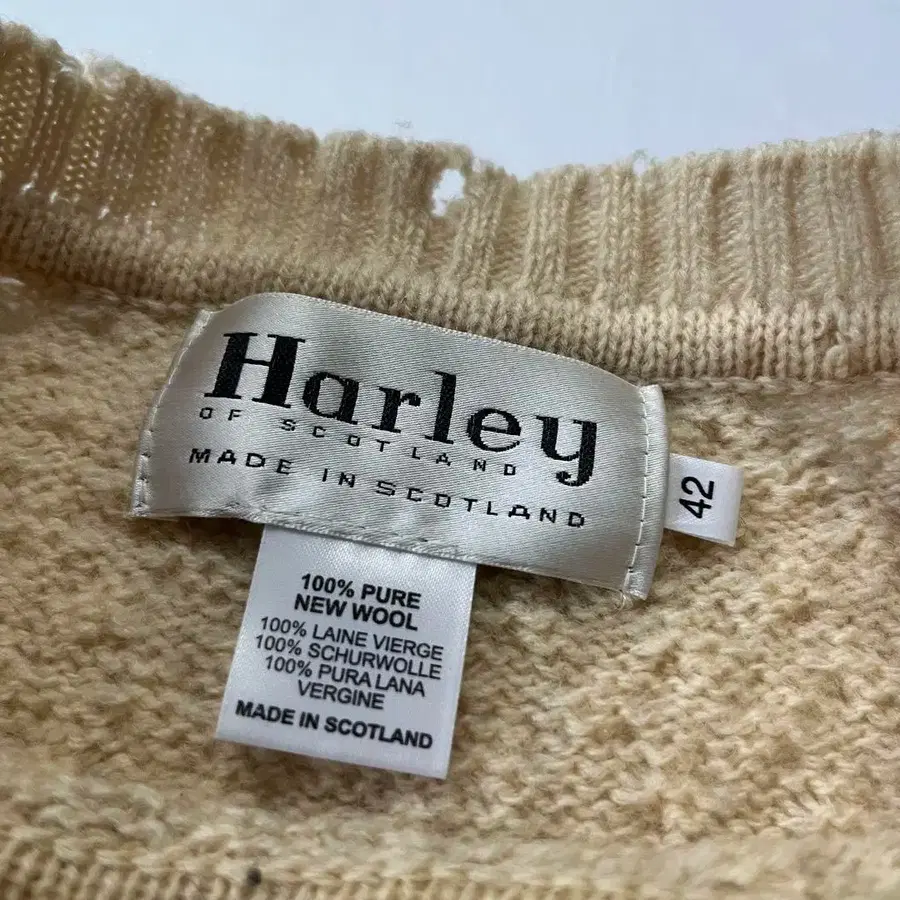 Harley
OF SCOTLAND
MADE IN SCOTLAND
42
100% PURE
NEW WOOL
100% LAINE VIERGE
100% SCHURWOLLE
100% PURA LANA
VERGINE
MADE IN SCOTLAND